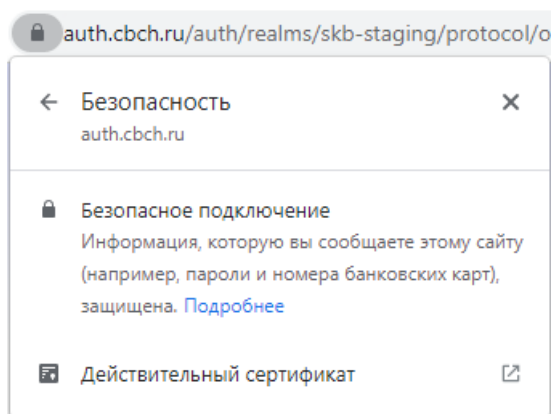 auth.cbch.ru/auth/realms/skb-staging/protocol/o
Безопасность
auth.cbch.ru
Безопасное подключение
Информация, которую вы сообщаете этому сайту
(например, пароли и номера банковских карт),
защищена. Подробнее
Действительный сертификат